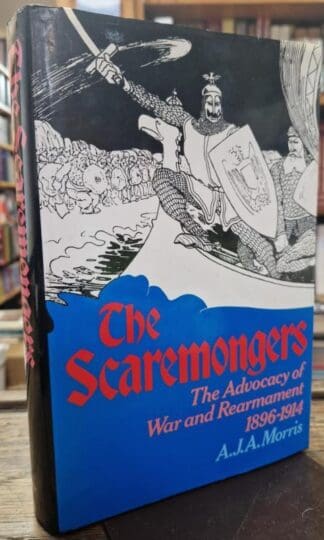 The
Scaremongers
The Advocacy of
War and Rearmament
1896-1914
A.J.A.Morris
The Scaremongers